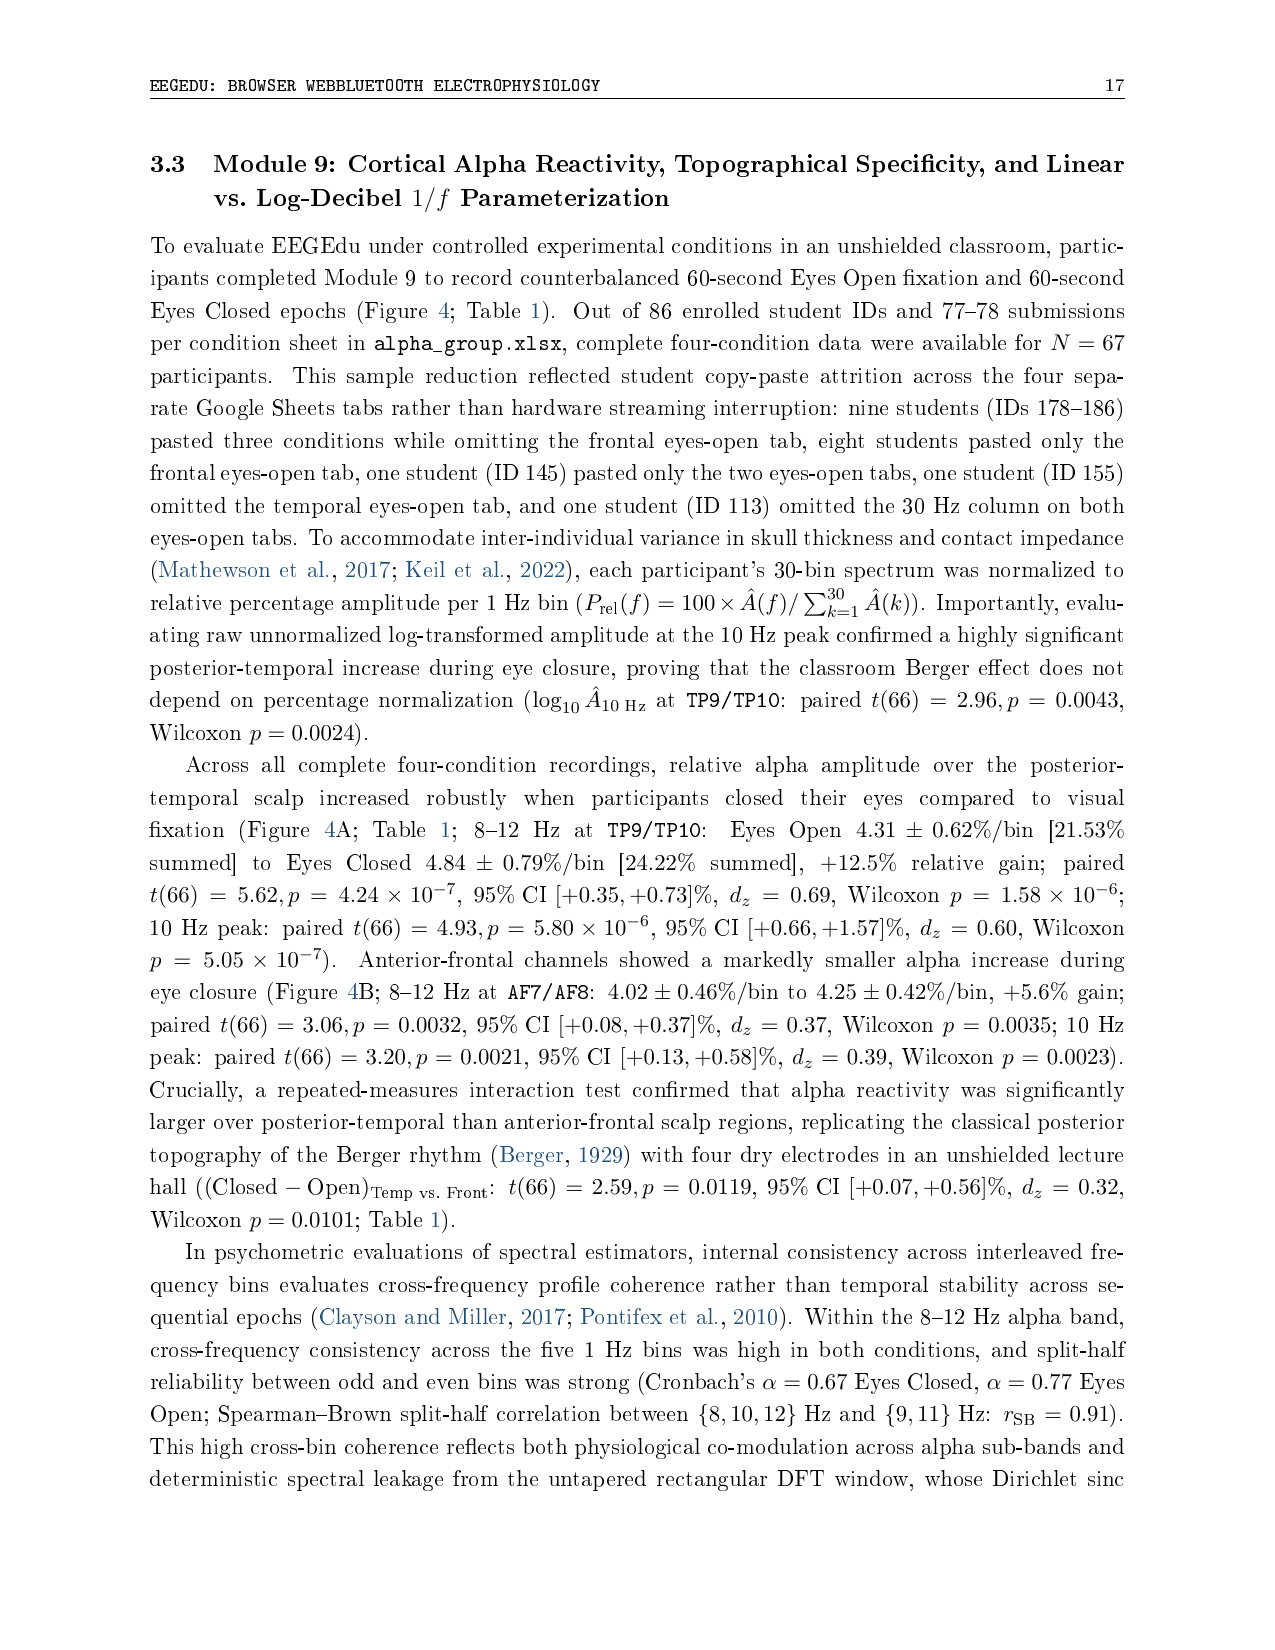 EEGEDU: BROWSER WEBBLUETOOTH ELECTROPHYSIOLOGY 17
3.3 Module 9: Cortical Alpha Reactivity, Topographical Specificity, and Linear
vs. Log-Decibel 1/f Parameterization
To evaluate EEGEdu under controlled experimental conditions in an unshielded classroom, partic-
ipants completed Module 9 to record counterbalanced 60-second Eyes Open fixation and 60-second
Eyes Closed epochs (Figure 4; Table 1). Out of 86 enrolled student IDs and 77–78 submissions
per condition sheet in alpha_group.xlsx, complete four-condition data were available for N = 67
participants. This sample reduction reflected student copy-paste attrition across the four sepa-
rate Google Sheets tabs rather than hardware streaming interruption: nine students (IDs 178–186)
pasted three conditions while omitting the frontal eyes-open tab, eight students pasted only the
frontal eyes-open tab, one student (ID 145) pasted only the two eyes-open tabs, one student (ID 155)
omitted the temporal eyes-open tab, and one student (ID 113) omitted the 30 Hz column on both
eyes-open tabs. To accommodate inter-individual variance in skull thickness and contact impedance
(Mathewson et al., 2017; Keil et al., 2022), each participant's 30-bin spectrum was normalized to
relative percentage amplitude per 1 Hz bin (P_rel(f) = 100 × Â(f)/ ∑_{k=1}^{30} Â(k)). Importantly, evalu-
ating raw unnormalized log-transformed amplitude at the 10 Hz peak confirmed a highly significant
posterior-temporal increase during eye closure, proving that the classroom Berger effect does not
depend on percentage normalization (log₁₀ Â_{10 Hz} at TP9/TP10: paired t(66) = 2.96, p = 0.0043,
Wilcoxon p = 0.0024).
Across all complete four-condition recordings, relative alpha amplitude over the posterior-
temporal scalp increased robustly when participants closed their eyes compared to visual
fixation (Figure 4A; Table 1; 8–12 Hz at TP9/TP10: Eyes Open 4.31 ± 0.62%/bin [21.53%
summed] to Eyes Closed 4.84 ± 0.79%/bin [24.22% summed], +12.5% relative gain; paired
t(66) = 5.62, p = 4.24 × 10⁻⁷, 95% CI [+0.35, +0.73]%, d_z = 0.69, Wilcoxon p = 1.58 × 10⁻⁶;
10 Hz peak: paired t(66) = 4.93, p = 5.80 × 10⁻⁶, 95% CI [+0.66, +1.57]%, d_z = 0.60, Wilcoxon
p = 5.05 × 10⁻⁷). Anterior-frontal channels showed a markedly smaller alpha increase during
eye closure (Figure 4B; 8–12 Hz at AF7/AF8: 4.02 ± 0.46%/bin to 4.25 ± 0.42%/bin, +5.6% gain;
paired t(66) = 3.06, p = 0.0032, 95% CI [+0.08, +0.37]%, d_z = 0.37, Wilcoxon p = 0.0035; 10 Hz
peak: paired t(66) = 3.20, p = 0.0021, 95% CI [+0.13, +0.58]%, d_z = 0.39, Wilcoxon p = 0.0023).
Crucially, a repeated-measures interaction test confirmed that alpha reactivity was significantly
larger over posterior-temporal than anterior-frontal scalp regions, replicating the classical posterior
topography of the Berger rhythm (Berger, 1929) with four dry electrodes in an unshielded lecture
hall ((Closed − Open)_{Temp vs. Front}: t(66) = 2.59, p = 0.0119, 95% CI [+0.07, +0.56]%, d_z = 0.32,
Wilcoxon p = 0.0101; Table 1).
In psychometric evaluations of spectral estimators, internal consistency across interleaved fre-
quency bins evaluates cross-frequency profile coherence rather than temporal stability across se-
quential epochs (Clayson and Miller, 2017; Pontifex et al., 2010). Within the 8–12 Hz alpha band,
cross-frequency consistency across the five 1 Hz bins was high in both conditions, and split-half
reliability between odd and even bins was strong (Cronbach's α = 0.67 Eyes Closed, α = 0.77 Eyes
Open; Spearman–Brown split-half correlation between {8, 10, 12} Hz and {9, 11} Hz: r_SB = 0.91).
This high cross-bin coherence reflects both physiological co-modulation across alpha sub-bands and
deterministic spectral leakage from the untapered rectangular DFT window, whose Dirichlet sinc